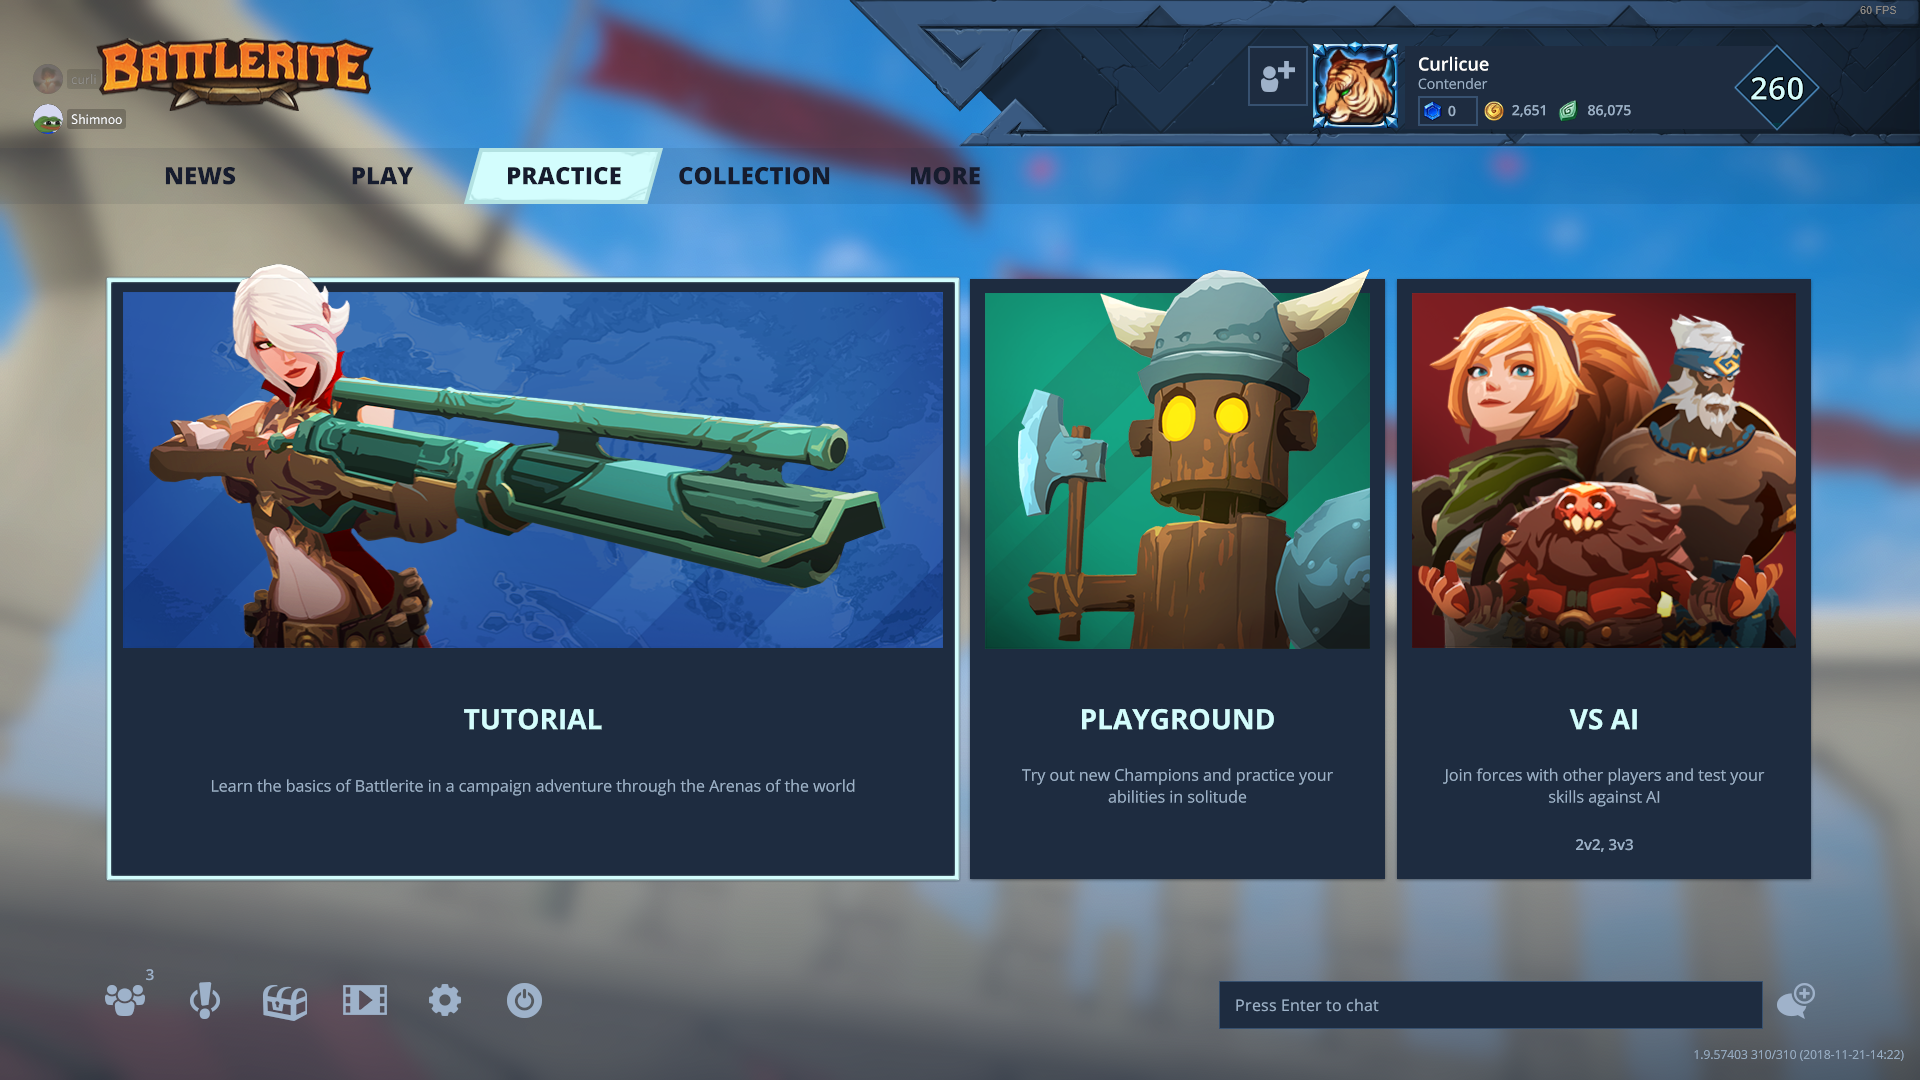 60 FPS
BATTLERITE
curli
Shimnoo
Curlicue
Contender
0
2,651
86,075
260
NEWS
PLAY
PRACTICE
COLLECTION
MORE
TUTORIAL
Learn the basics of Battlerite in a campaign adventure through the Arenas of the world
PLAYGROUND
Try out new Champions and practice your
abilities in solitude
VS AI
Join forces with other players and test your
skills against AI
2v2, 3v3
3
Press Enter to chat
1.9.57403 310/310 (2018-11-21-14:22)